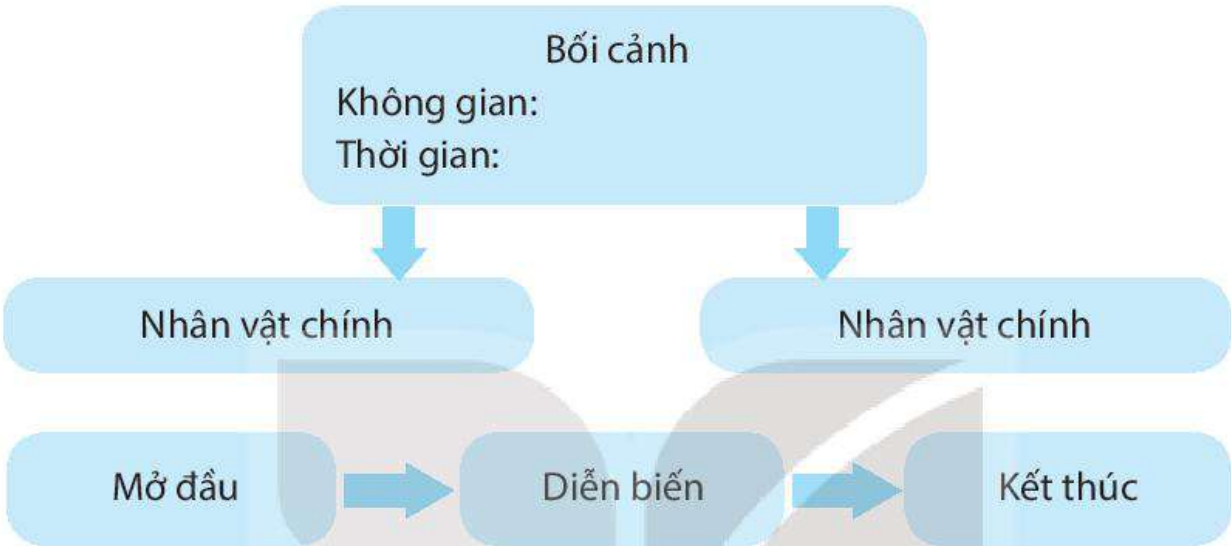 Bối cảnh
Không gian:
Thời gian:
Nhân vật chính
Nhân vật chính
Mở đầu
Diễn biến
Kết thúc